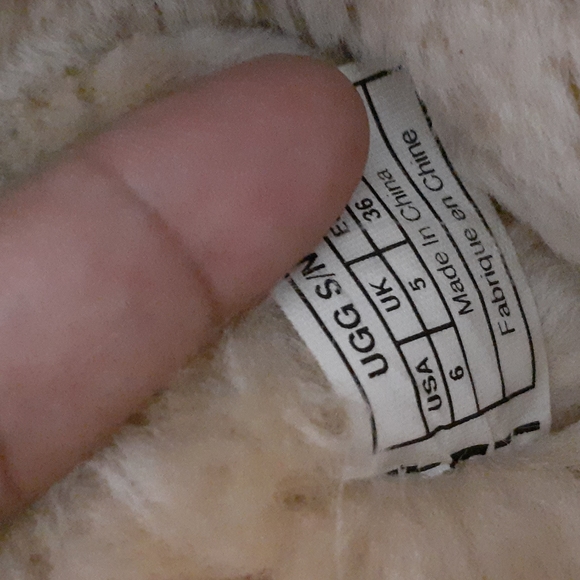 UGG S/N
USA UK E
6 5 36
Made In China
Fabriqué en Chine